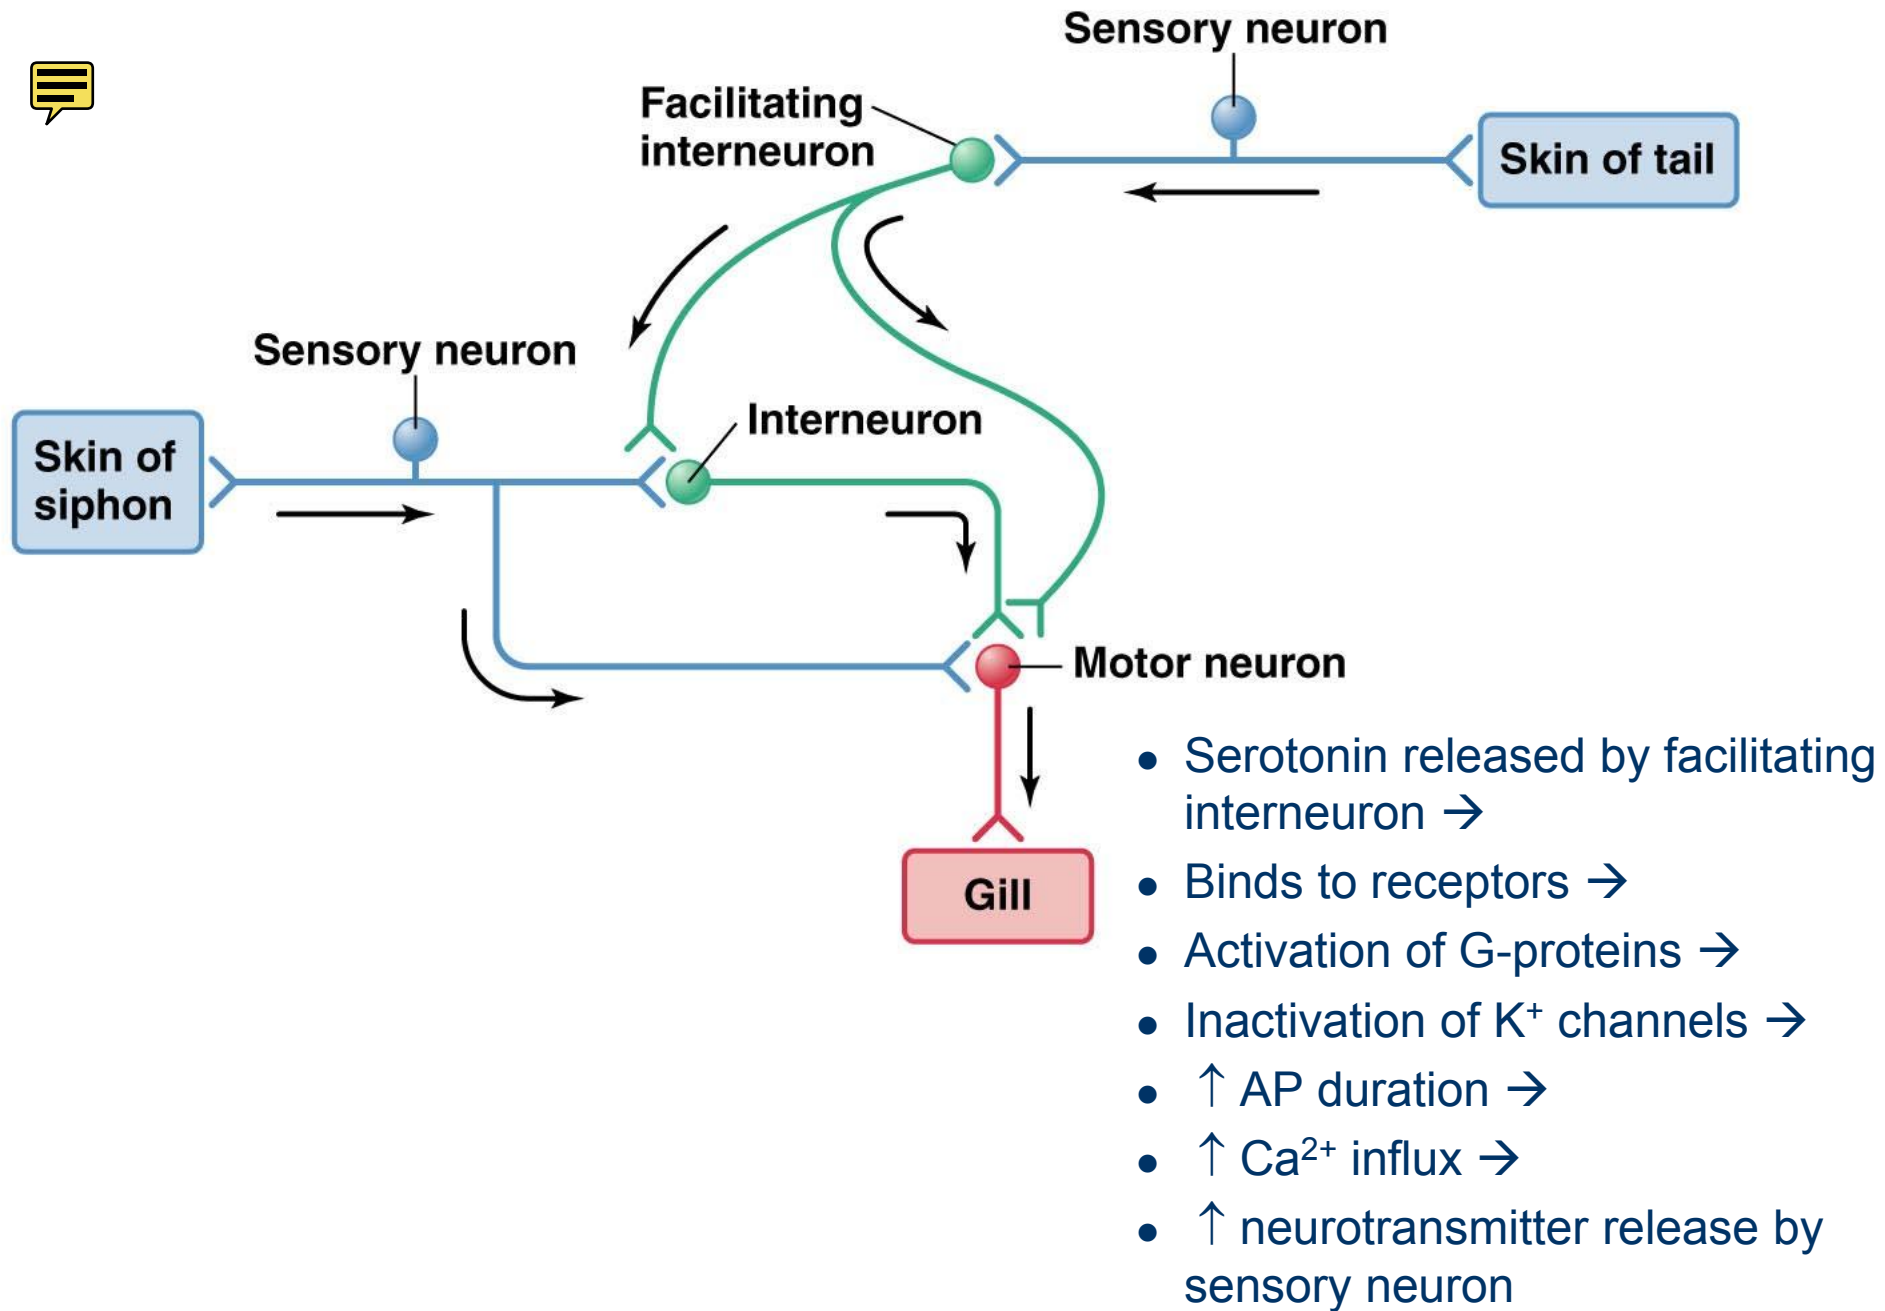 Sensory neuron
Facilitating
interneuron
Skin of tail
Sensory neuron
Interneuron
Skin of
siphon
Motor neuron
Gill
● Serotonin released by facilitating
interneuron →
● Binds to receptors →
● Activation of G-proteins →
● Inactivation of K⁺ channels →
● ↑ AP duration →
● ↑ Ca²⁺ influx →
● ↑ neurotransmitter release by
sensory neuron